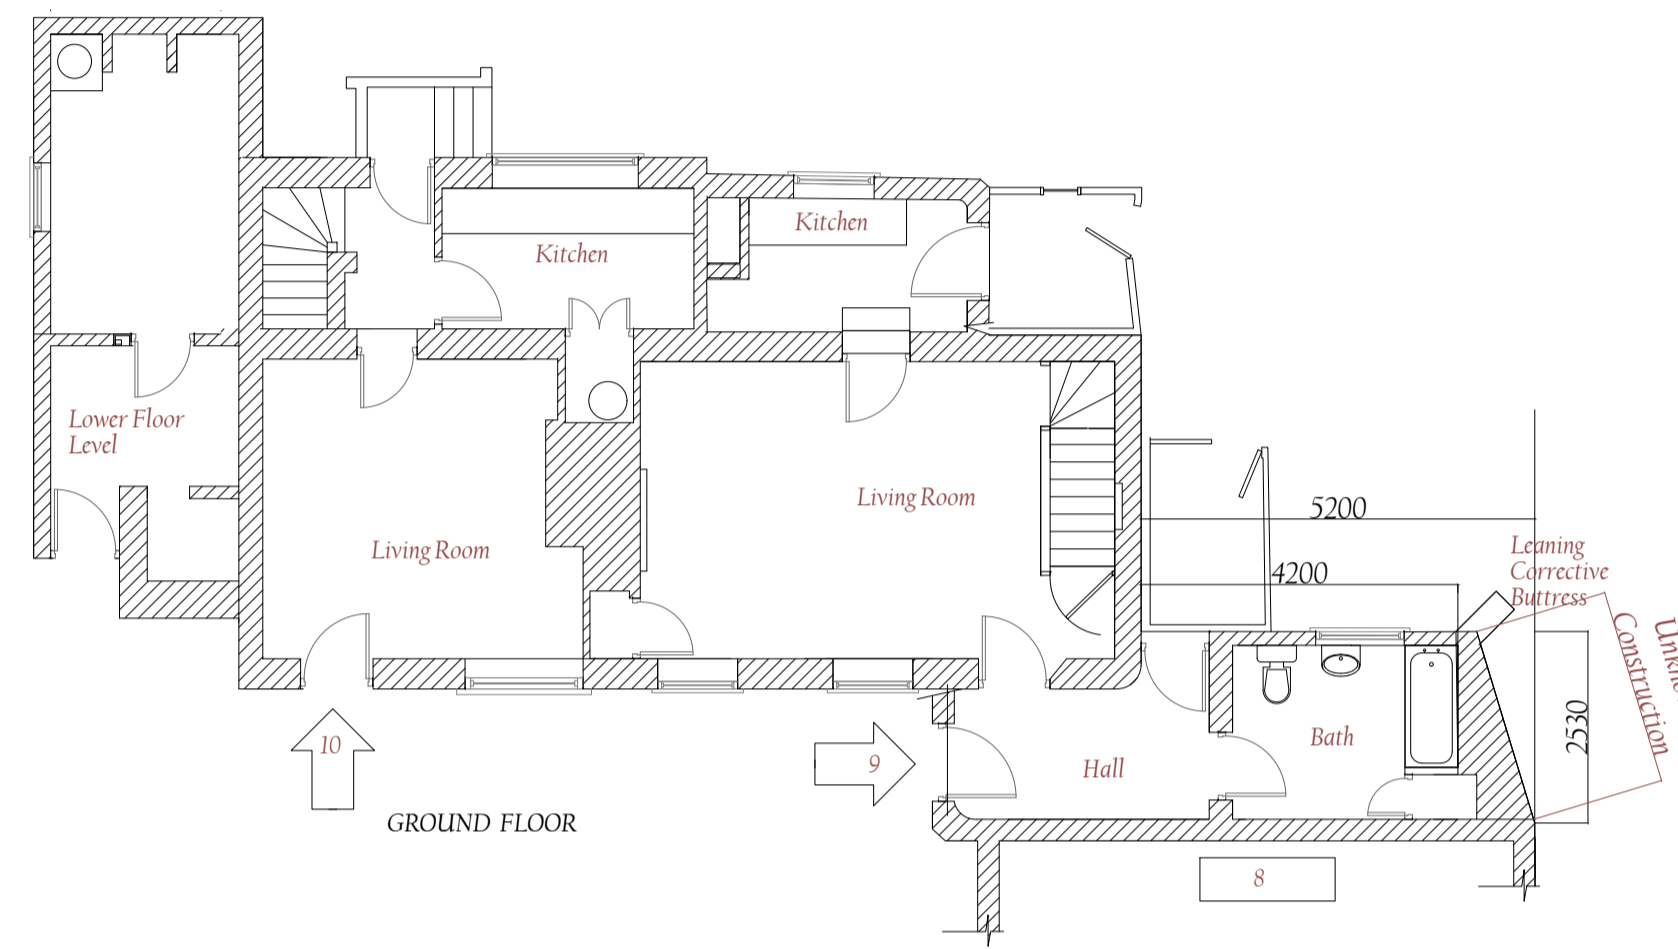 Kitchen
Kitchen
Lower Floor
Level
Living Room
Living Room
5200
4200
Leaning
Corrective
Buttress
Construction
2530
Bath
Hall
10
9
GROUND FLOOR
8